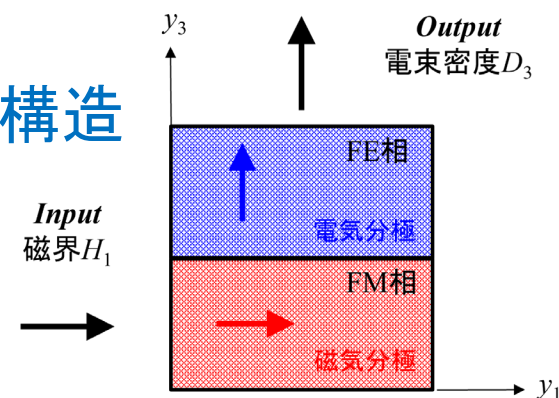 y3
Output
電束密度D3
構造
FE相
Input
磁界H1
電気分極
FM相
磁気分極
y1